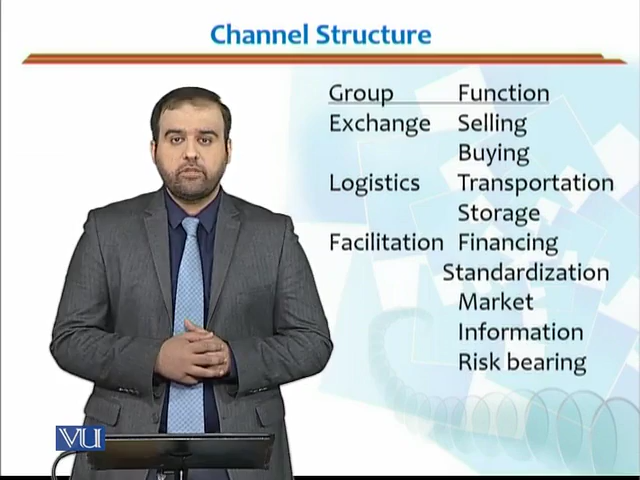 Channel Structure
Group Function
Exchange Selling
Buying
Logistics Transportation
Storage
Facilitation Financing
Standardization
Market
Information
Risk bearing
VU